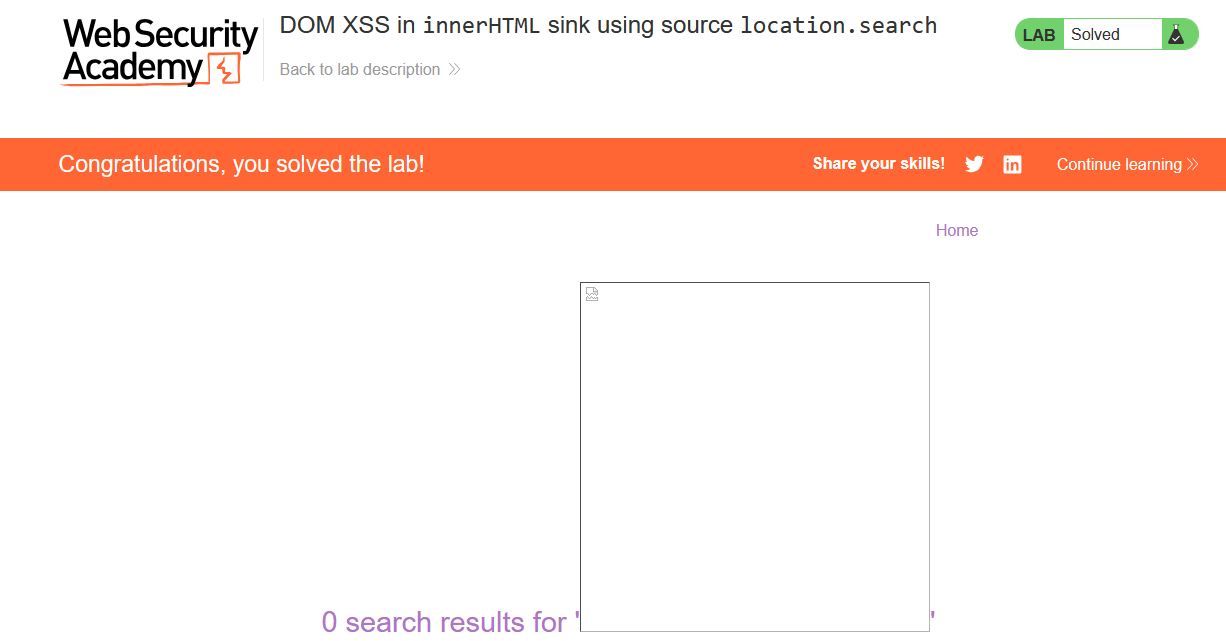 Web Security
Academy
DOM XSS in innerHTML sink using source location.search
Back to lab description
LAB Solved
Congratulations, you solved the lab!
Share your skills!
in
Continue learning
Home
0 search results for ' '